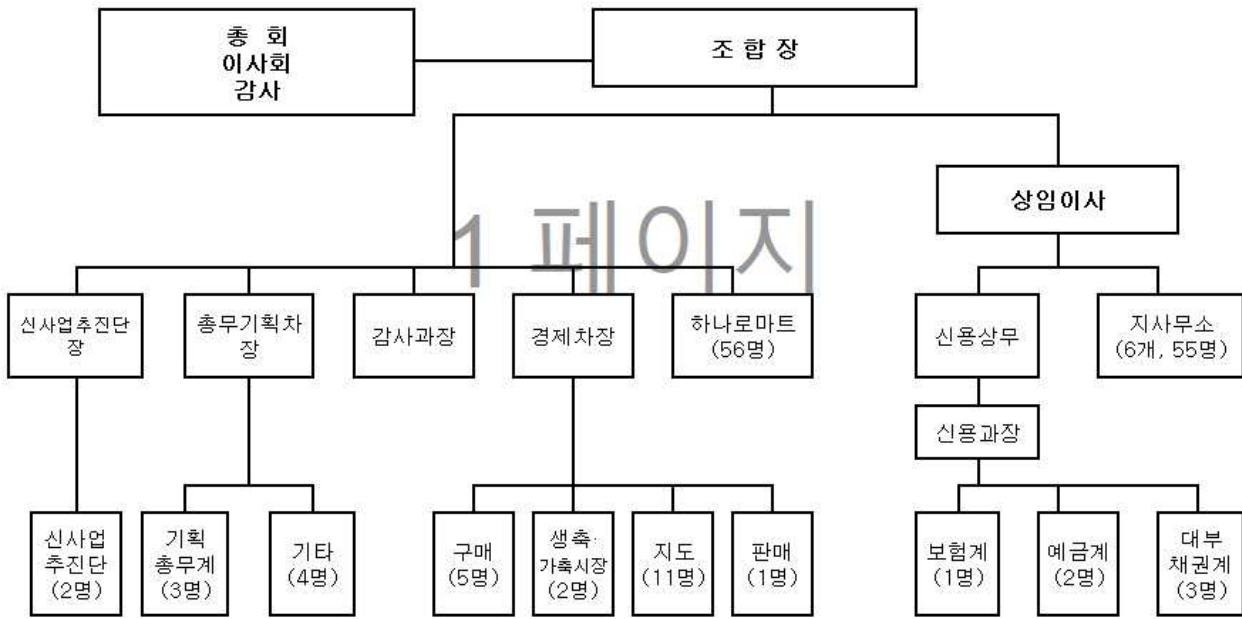 총 회
이사회
감사
조 합 장
상임이사
1 페이지
신사업추진단
장
총무기획차
장
감사과장
경제차장
하나로마트
(56명)
신용상무
지사무소
(6개, 55명)
신용과장
신사업
추진단
(2명)
기획
총무계
(3명)
기타
(4명)
구매
(5명)
생축·
가축시장
(2명)
지도
(11명)
판매
(1명)
보험계
(1명)
예금계
(2명)
대부
채권계
(3명)